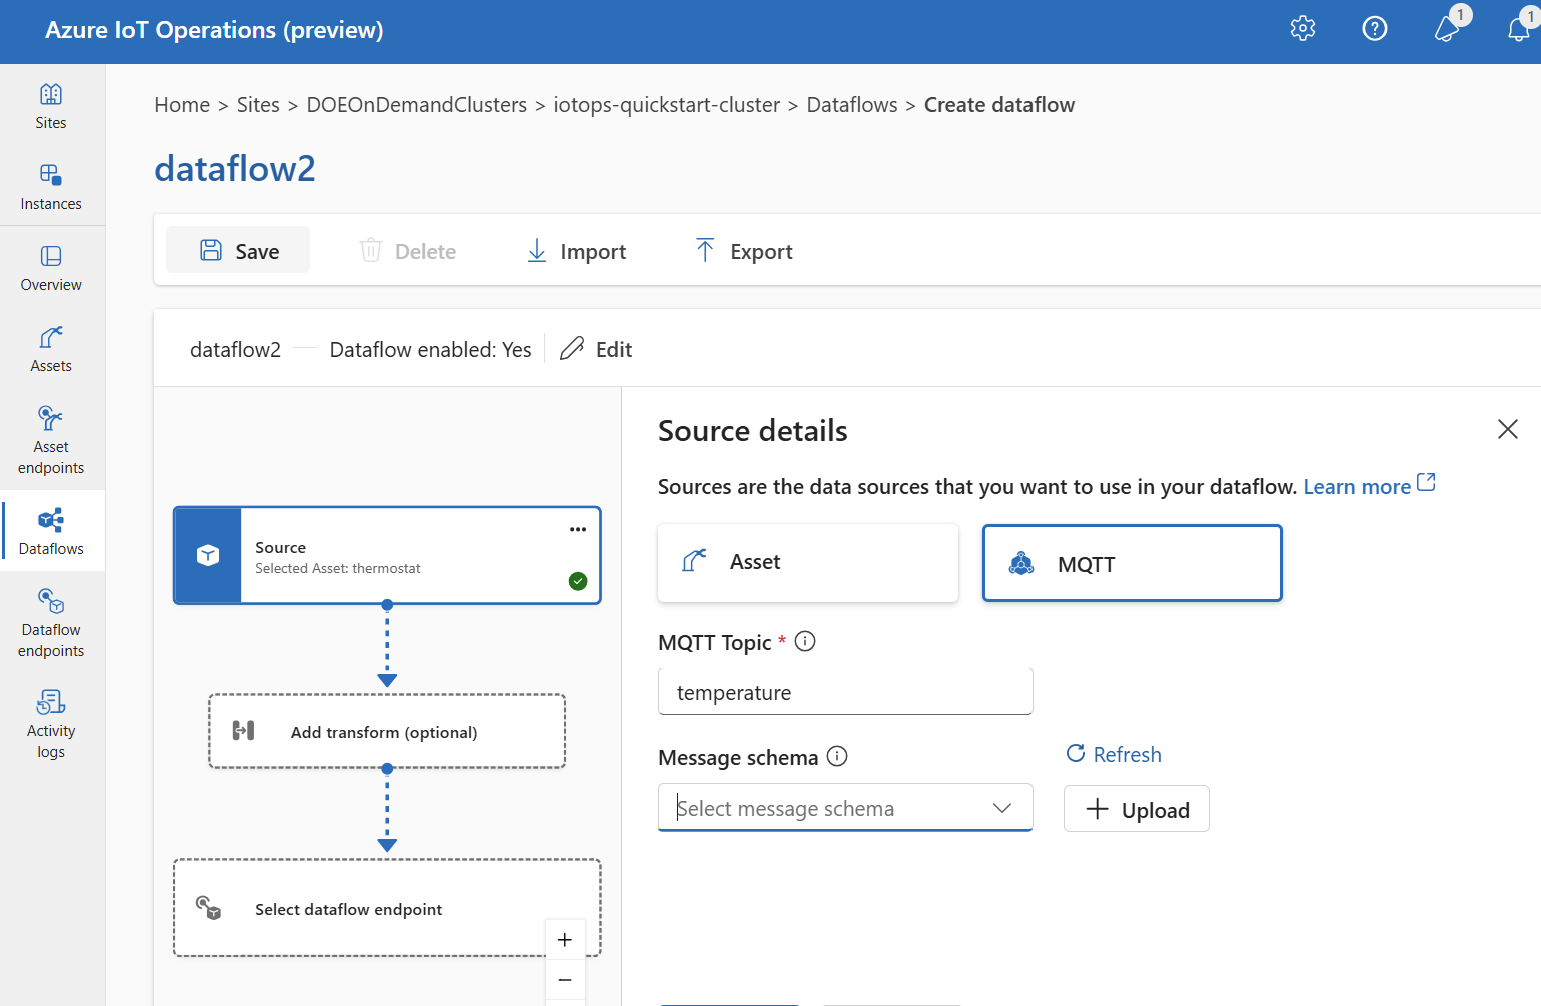 Azure IoT Operations (preview)
1
1
Sites
Instances
Overview
Assets
Asset
endpoints
Dataflows
Dataflow
endpoints
Activity
logs
Home > Sites > DOEOnDemandClusters > iotops-quickstart-cluster > Dataflows > Create dataflow
dataflow2
Save
Delete
Import
Export
dataflow2
Dataflow enabled: Yes
Edit
Source
Selected Asset: thermostat
Add transform (optional)
Select dataflow endpoint
Source details
Sources are the data sources that you want to use in your dataflow. Learn more
Asset
MQTT
MQTT Topic *
temperature
Message schema
Refresh
Select message schema
Upload